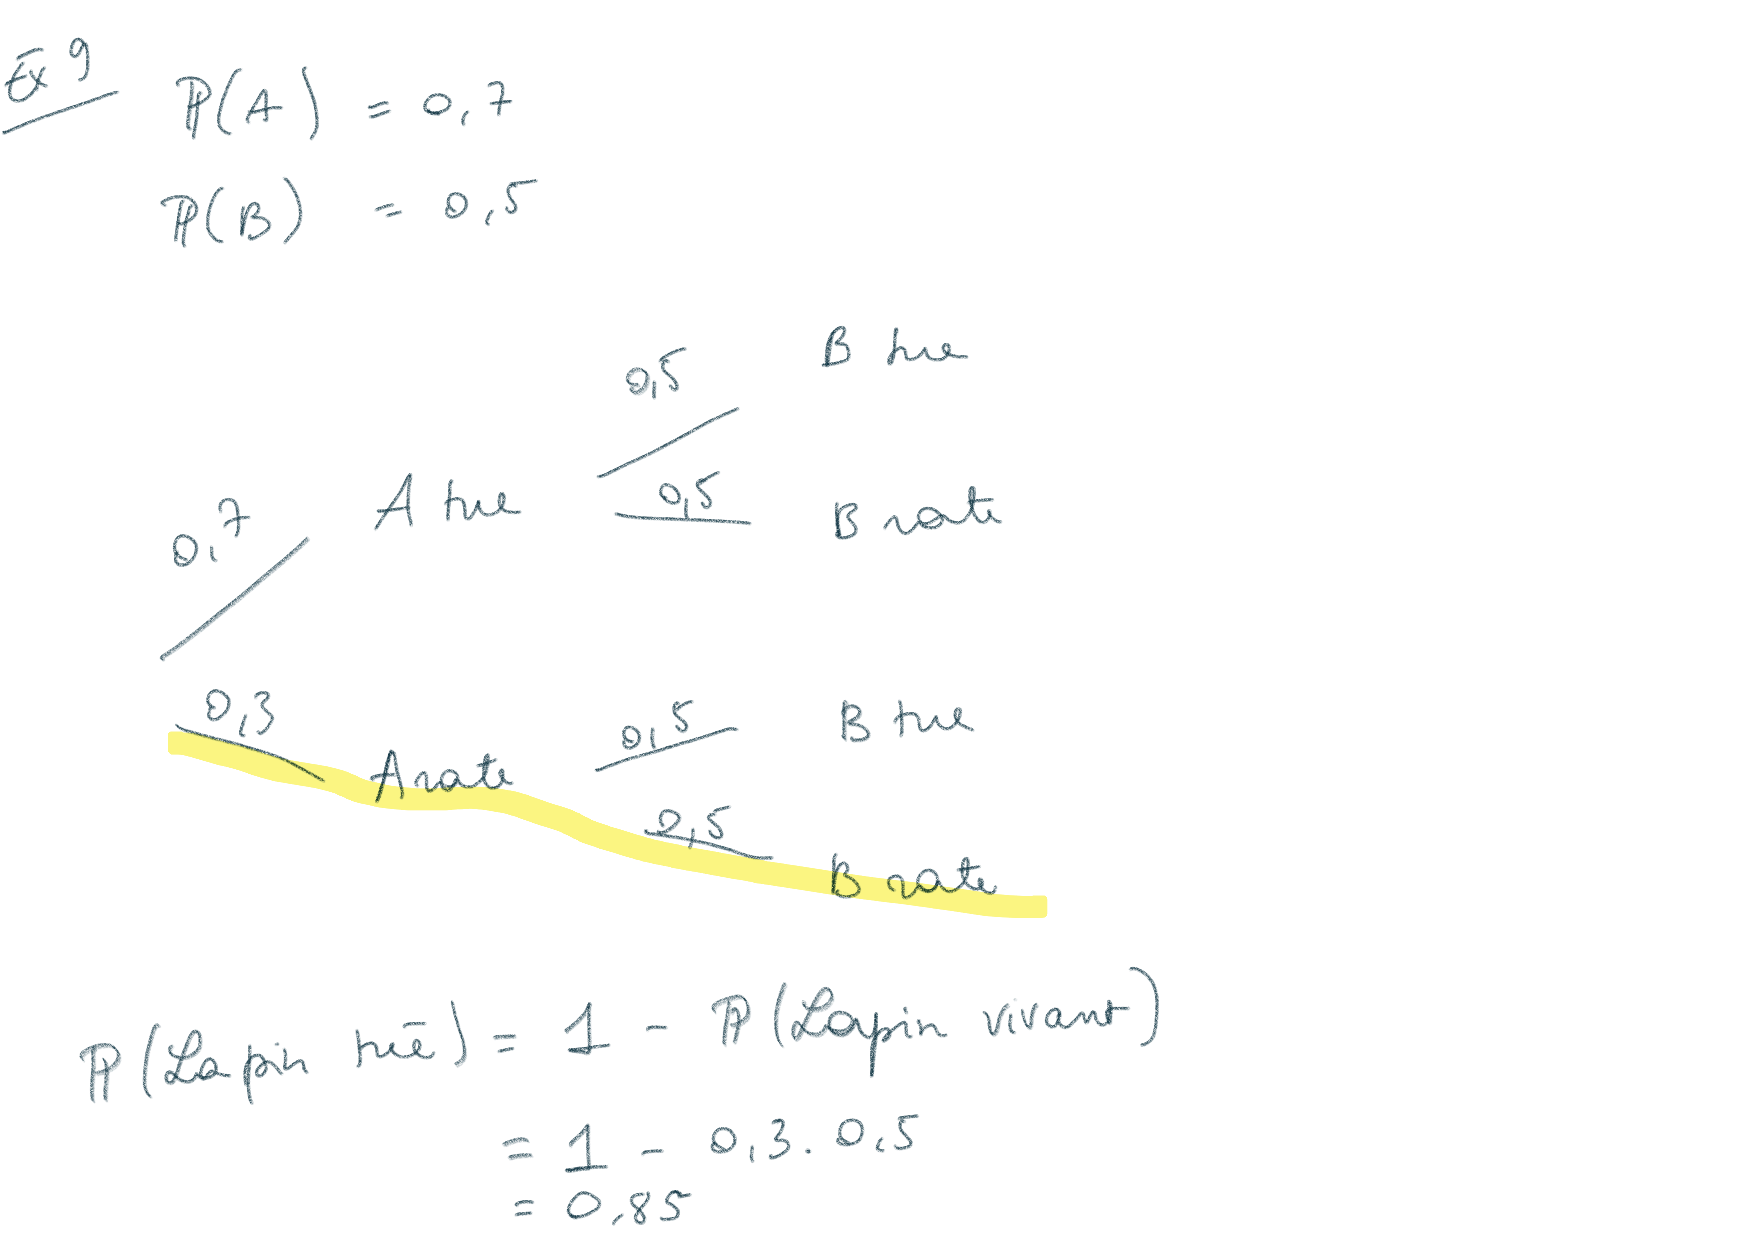 Ex 9
ℙ(A) = 0,7
ℙ(B) = 0,5
0,5 B tue
0,7 A tue 0,5 B rate
0,3 A rate 0,5 B tue
0,5 B rate
ℙ(Lapin tué) = 1 - ℙ(Lapin vivant)
= 1 - 0,3 . 0,5
= 0,85